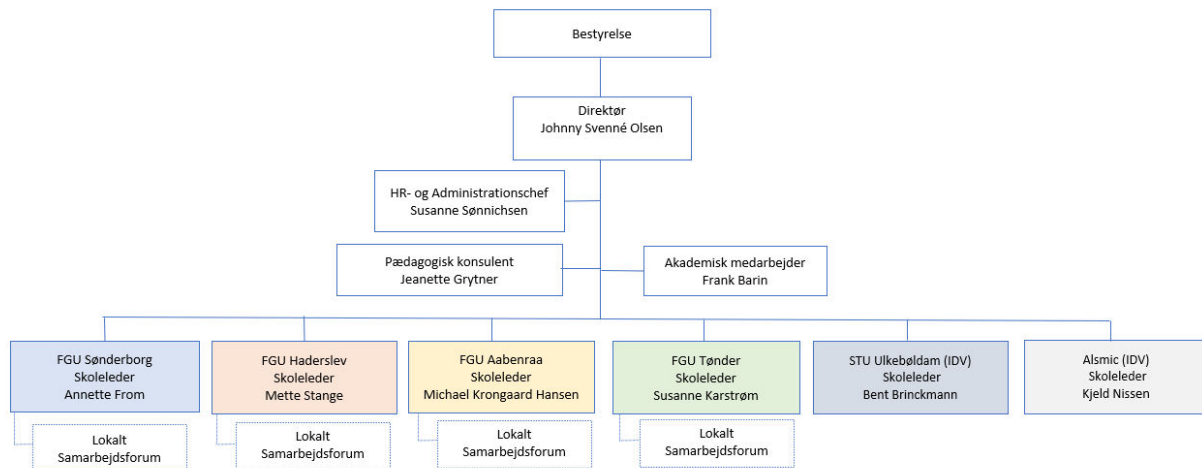 Bestyrelse
Direktør
Johnny Svenné Olsen
HR- og Administrationschef
Susanne Sønnichsen
Pædagogisk konsulent
Jeanette Grytner
Akademisk medarbejder
Frank Barin
FGU Sønderborg
Skoleleder
Annette From
FGU Haderslev
Skoleleder
Mette Stange
FGU Aabenraa
Skoleleder
Michael Krongaard Hansen
FGU Tønder
Skoleleder
Susanne Karstrøm
STU Ulkebøldam (IDV)
Skoleleder
Bent Brinckmann
Alsmic (IDV)
Skoleleder
Kjeld Nissen
Lokalt
Samarbejdsforum
Lokalt
Samarbejdsforum
Lokalt
Samarbejdsforum
Lokalt
Samarbejdsforum